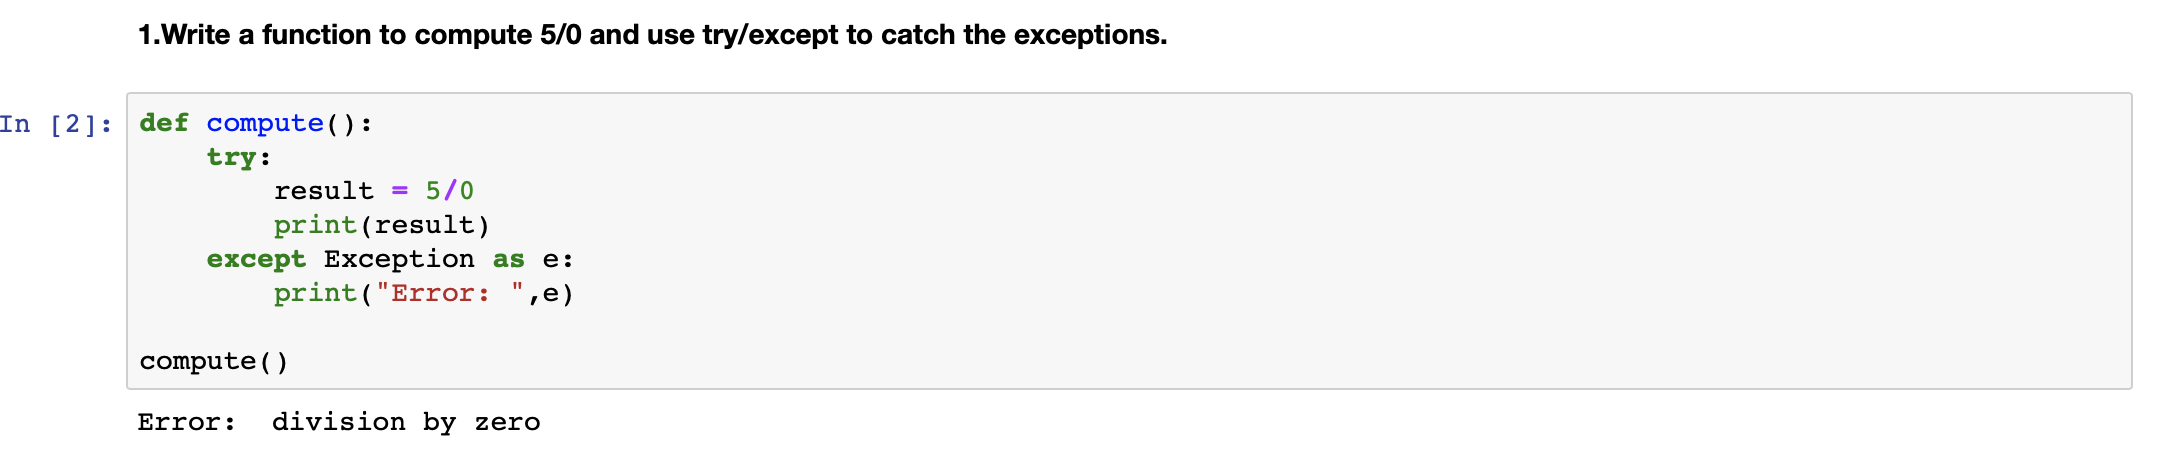 1.Write a function to compute 5/0 and use try/except to catch the exceptions.
In [2]:
def compute():
    try:
        result = 5/0
        print(result)
    except Exception as e:
        print("Error: ",e)

compute()
Error:  division by zero